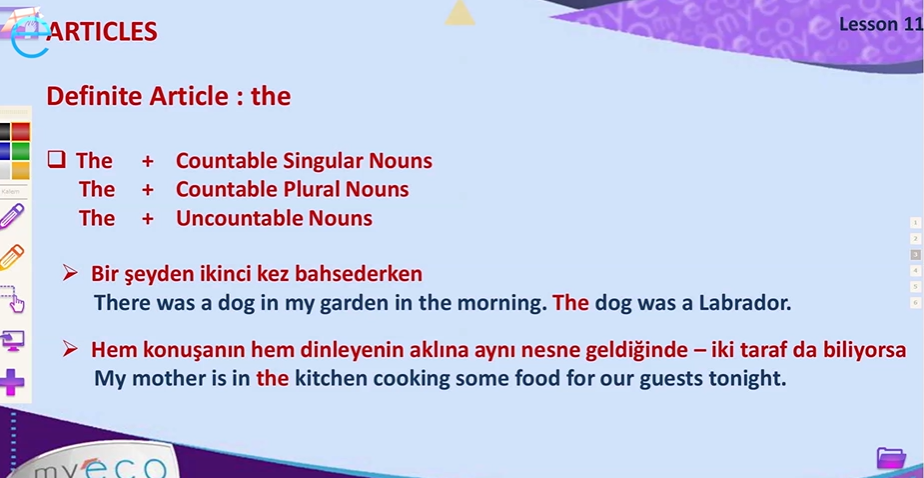 ARTICLES
Lesson 11
Definite Article : the
❑ The + Countable Singular Nouns
The + Countable Plural Nouns
The + Uncountable Nouns
➢ Bir şeyden ikinci kez bahsederken
There was a dog in my garden in the morning. The dog was a Labrador.
➢ Hem konuşanın hem dinleyenin aklına aynı nesne geldiğinde – iki taraf da biliyorsa
My mother is in the kitchen cooking some food for our guests tonight.
1
2
3
4
5
6
myeco